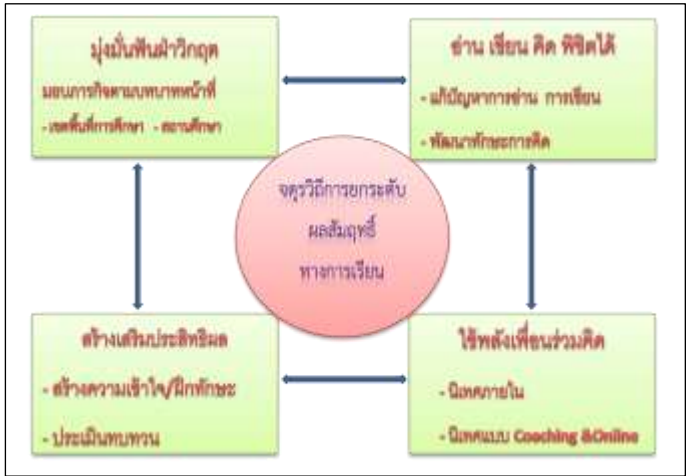 มุ่งมั่นฟันฝ่าวิกฤต
มอบภารกิจตามบทบาทหน้าที่
- เขตพื้นที่การศึกษา - สถานศึกษา
อ่าน เขียน คิด พิชิตได้
- แก้ปัญหาการอ่าน การเขียน
- พัฒนาทักษะการคิด
จตุรวิถีการยกระดับ
ผลสัมฤทธิ์
ทางการเรียน
สร้างเสริมประสิทธิผล
- สร้างความเข้าใจ/ฝึกทักษะ
- ประเมินทบทวน
ใช้พลังเพื่อนร่วมคิด
- นิเทศภายใน
- นิเทศแบบ Coaching &Online